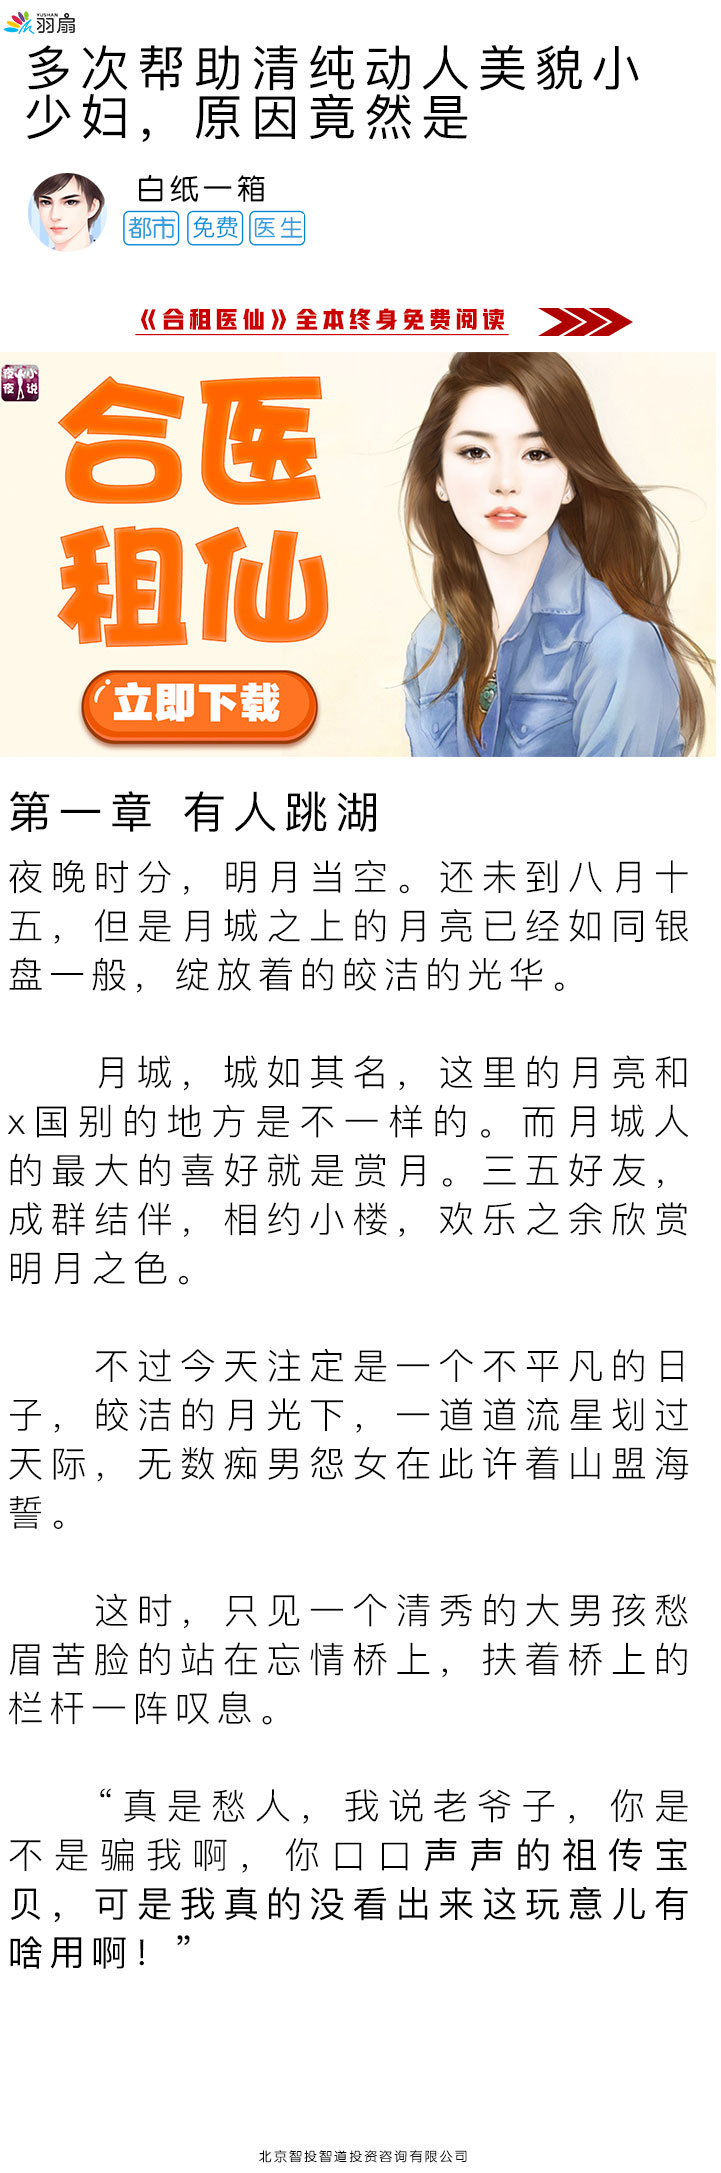 YUSHAN
羽扇
多次帮助清纯动人美貌小
少妇，原因竟然是
白纸一箱
都市 免费 医生
《合租医仙》全本终身免费阅读
夜小
夜说
合医
租仙
立即下载
第一章 有人跳湖
夜晚时分，明月当空。还未到八月十
五，但是月城之上的月亮已经如同银
盘一般，绽放着的皎洁的光华。
月城，城如其名，这里的月亮和
x国别的地方是不一样的。而月城人
的最大的喜好就是赏月。三五好友，
成群结伴，相约小楼，欢乐之余欣赏
明月之色。
不过今天注定是一个不平凡的日
子，皎洁的月光下，一道道流星划过
天际，无数痴男怨女在此许着山盟海
誓。
这时，只见一个清秀的大男孩愁
眉苦脸的站在忘情桥上，扶着桥上的
栏杆一阵叹息。
“真是愁人，我说老爷子，你是
不是骗我啊，你口口声声的祖传宝
贝，可是我真的没看出来这玩意儿有
啥用啊！”
北京智投智道投资咨询有限公司